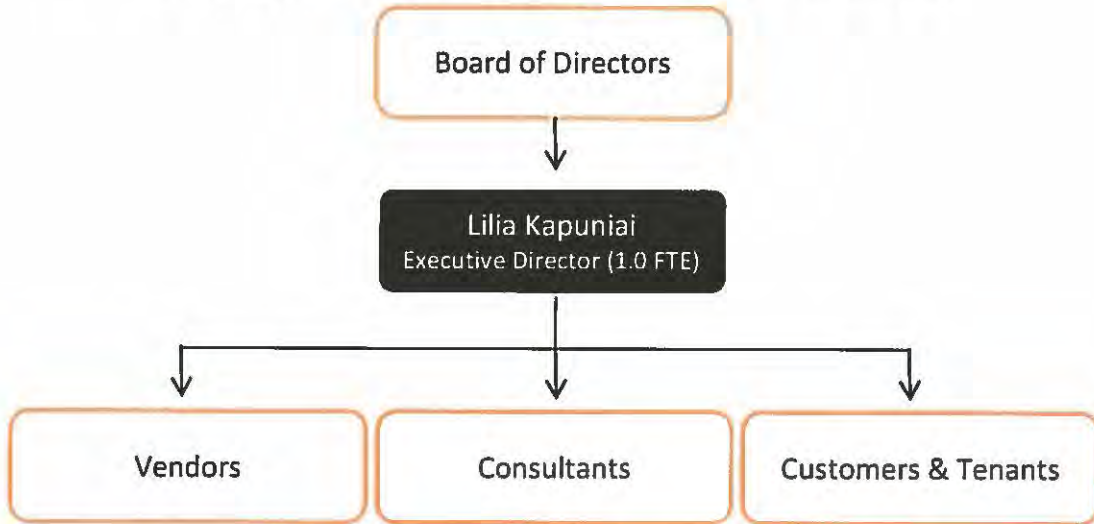 Board of Directors
Lilia Kapuniai
Executive Director (1.0 FTE)
Vendors
Consultants
Customers & Tenants